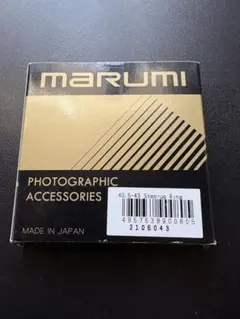 marumi
PHOTOGRAPHIC
ACCESSORIES
40.5-43 Step-up Ring
4957638900805
2106043
MADE IN JAPAN